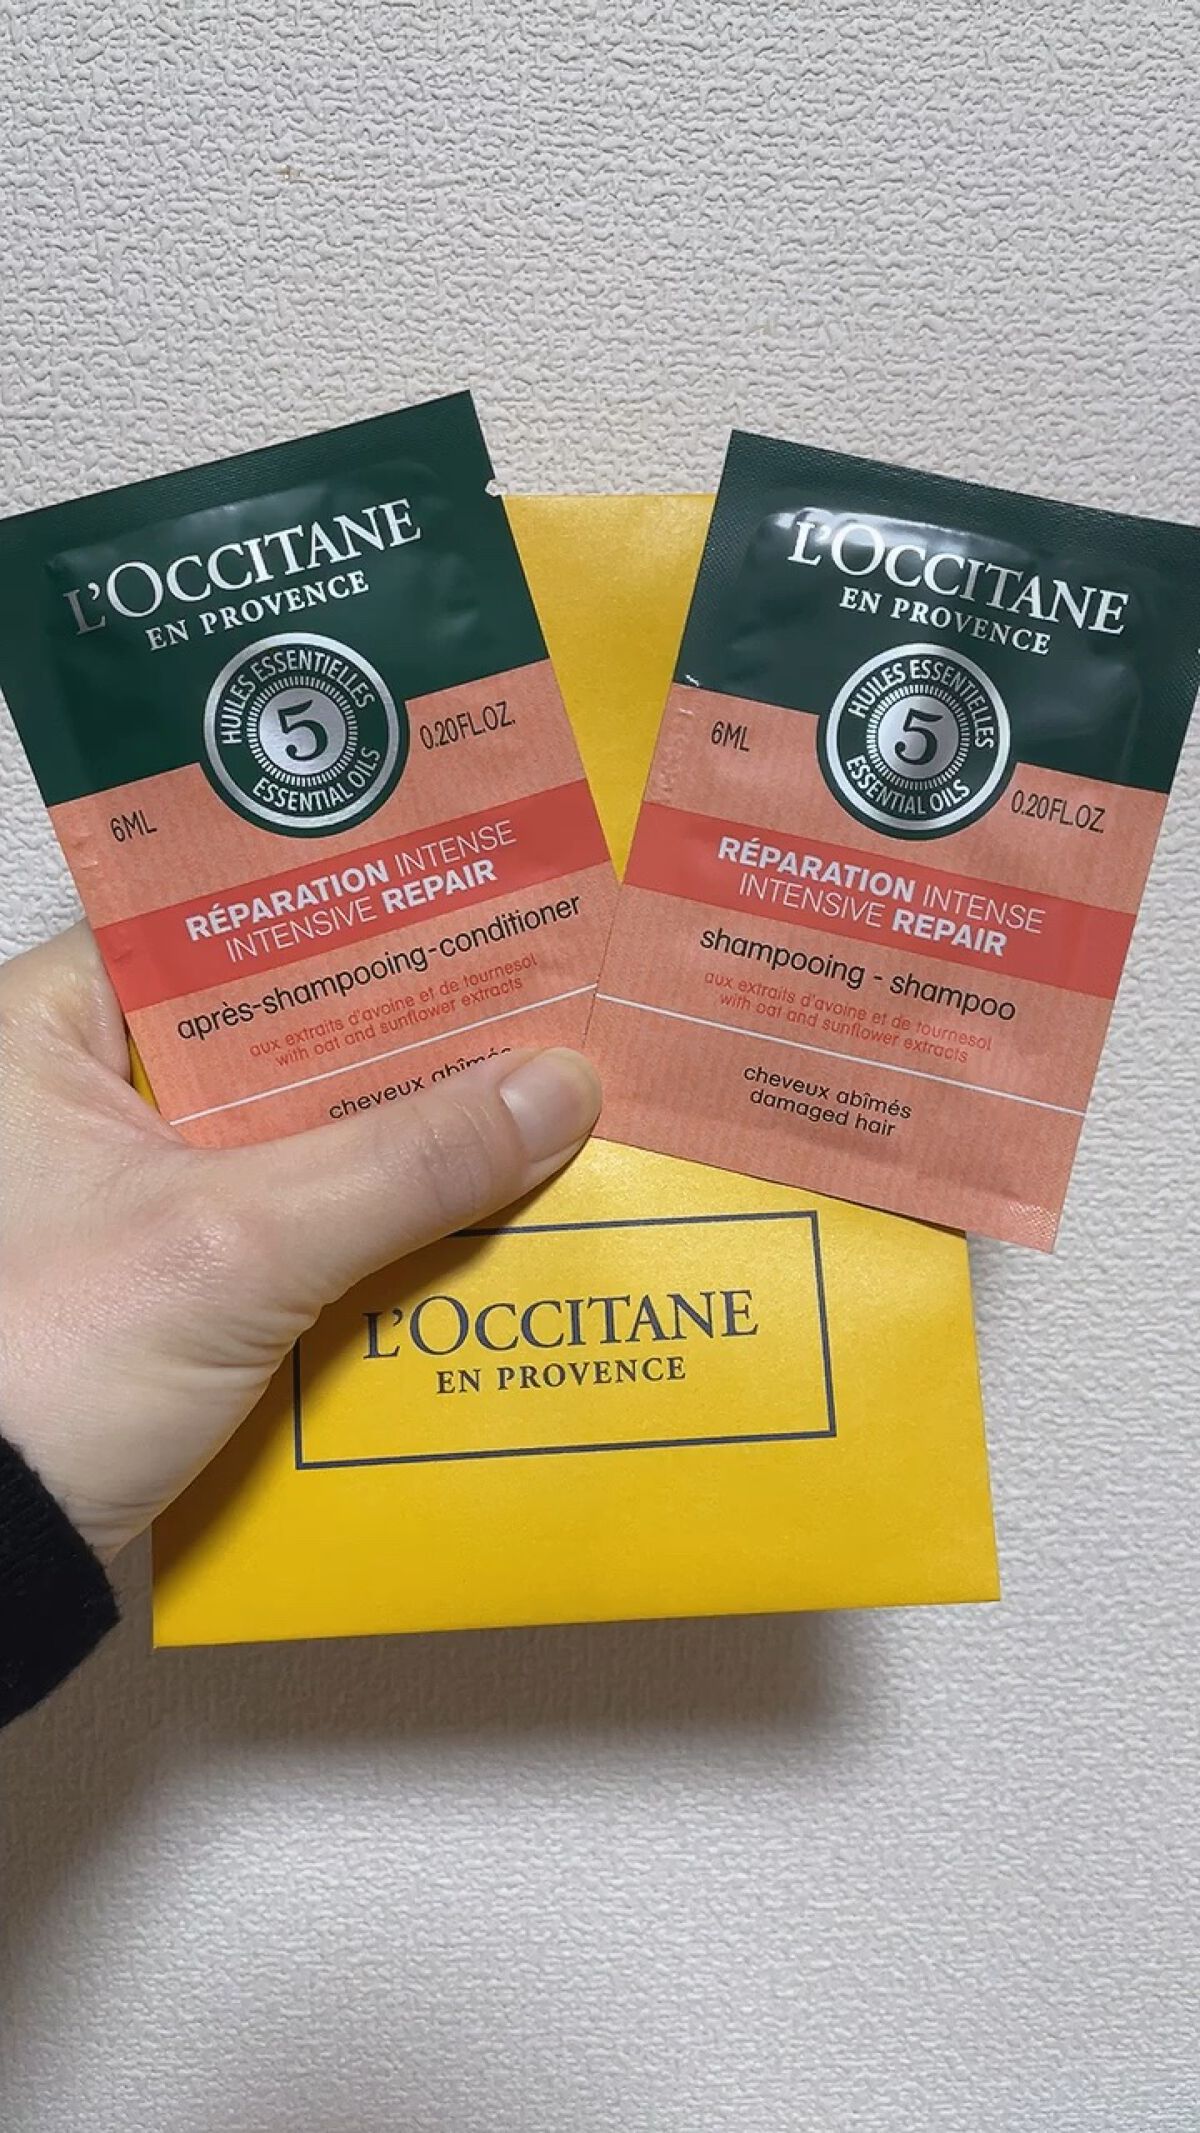 L'OCCITANE
EN PROVENCE
HUILES ESSENTIELLES
5
ESSENTIAL OILS
6ML
0.20FL.OZ.
RÉPARATION INTENSE
INTENSIVE REPAIR
après-shampooing-conditioner
aux extraits d'avoine et de tournesol
with oat and sunflower extracts
cheveux abîmés
L'OCCITANE
EN PROVENCE
HUILES ESSENTIELLES
5
ESSENTIAL OILS
6ML
0.20FL.OZ.
RÉPARATION INTENSE
INTENSIVE REPAIR
shampooing - shampoo
aux extraits d'avoine et de tournesol
with oat and sunflower extracts
cheveux abîmés
damaged hair
L'OCCITANE
EN PROVENCE